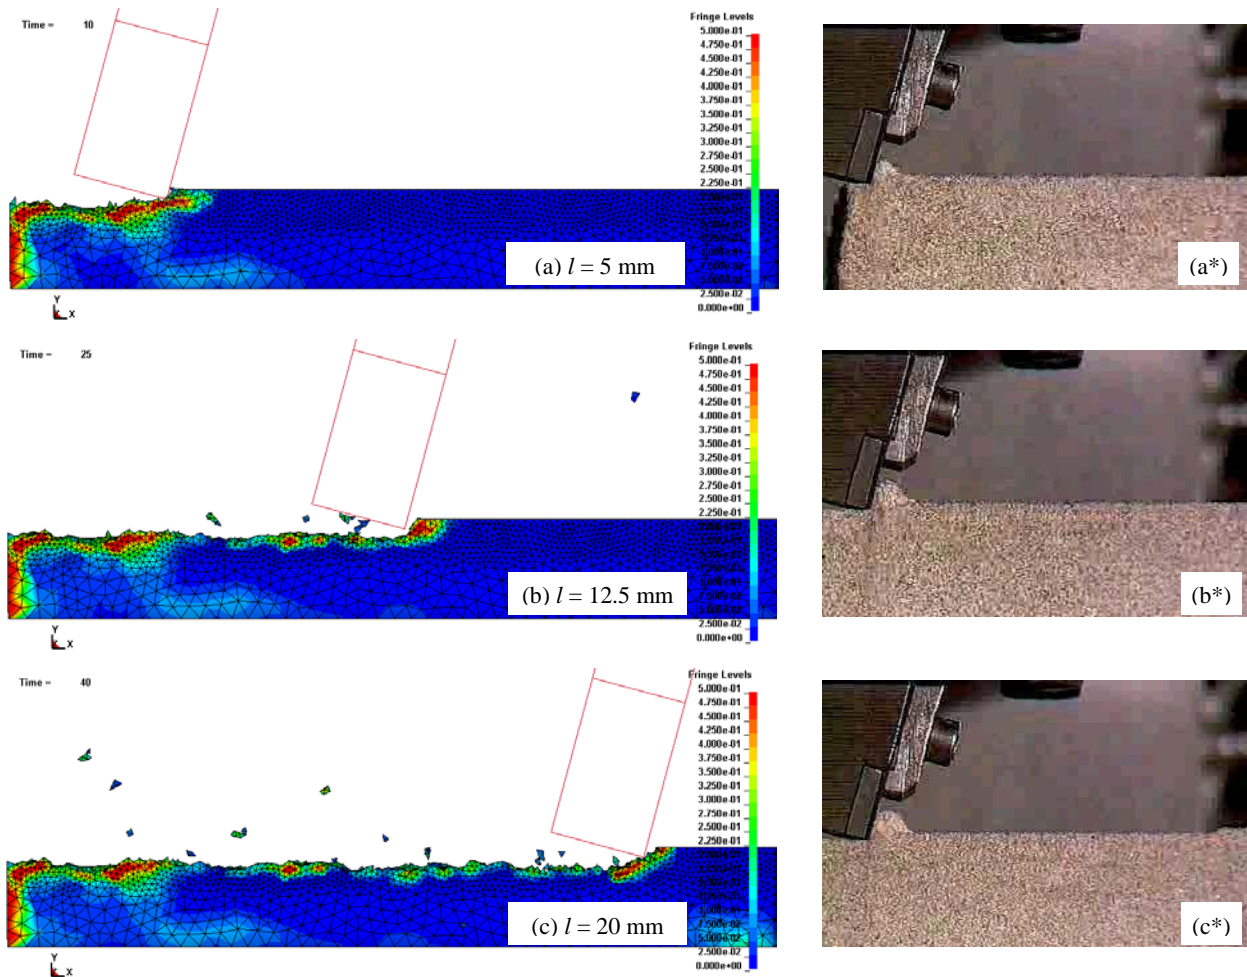 Time = 10
Fringe Levels
5.000e-01
4.750e-01
4.500e-01
4.250e-01
4.000e-01
3.750e-01
3.500e-01
3.250e-01
3.000e-01
2.750e-01
2.500e-01
2.250e-01
2.500e-02
0.000e+00
Y
X
(a) l = 5 mm
(a*)
Time = 25
Fringe Levels
5.000e-01
4.750e-01
4.500e-01
4.250e-01
4.000e-01
3.750e-01
3.500e-01
3.250e-01
3.000e-01
2.750e-01
2.500e-01
2.250e-01
2.500e-02
0.000e+00
Y
X
(b) l = 12.5 mm
(b*)
Time = 40
Fringe Levels
5.000e-01
4.750e-01
4.500e-01
4.250e-01
4.000e-01
3.750e-01
3.500e-01
3.250e-01
3.000e-01
2.750e-01
2.500e-01
2.250e-01
2.500e-02
0.000e+00
Y
X
(c) l = 20 mm
(c*)